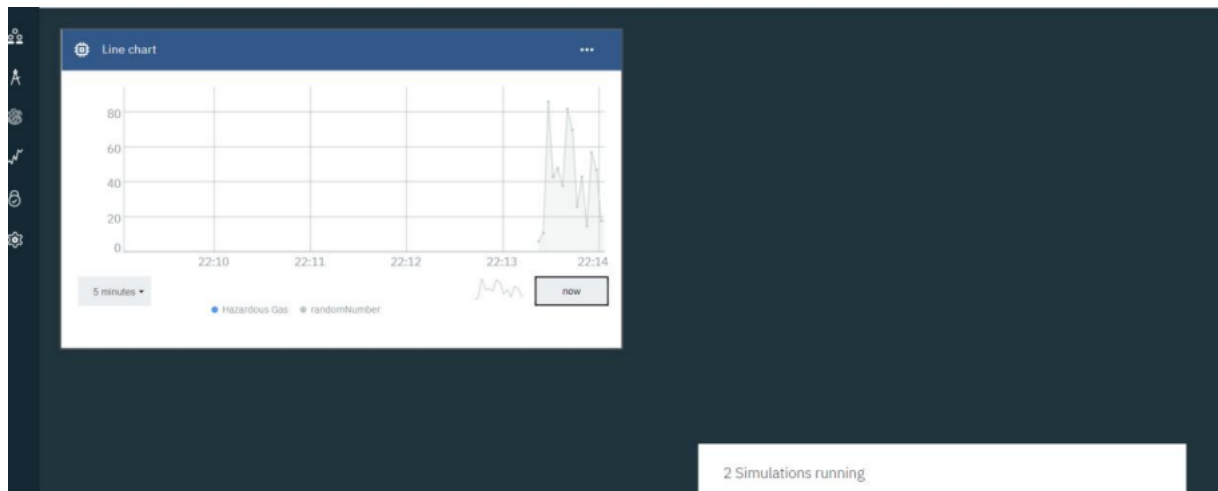 Line chart
80
60
40
20
0
22:10 22:11 22:12 22:13 22:14
5 minutes
now
Hazardous Gas randomNumber
2 Simulations running